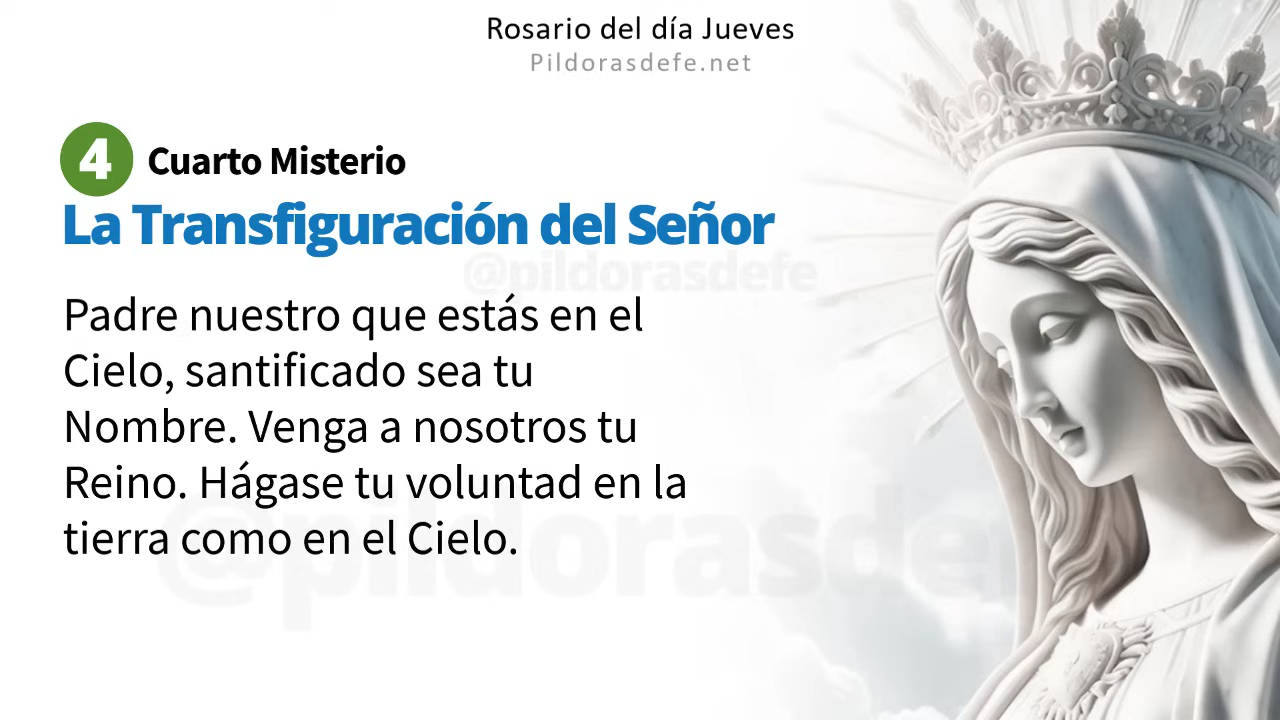 Rosario del día Jueves
Pildorasdefe.net
4 Cuarto Misterio
La Transfiguración del Señor
@pildorasdefe
Padre nuestro que estás en el
Cielo, santificado sea tu
Nombre. Venga a nosotros tu
Reino. Hágase tu voluntad en la
tierra como en el Cielo.
@pildorasdefe